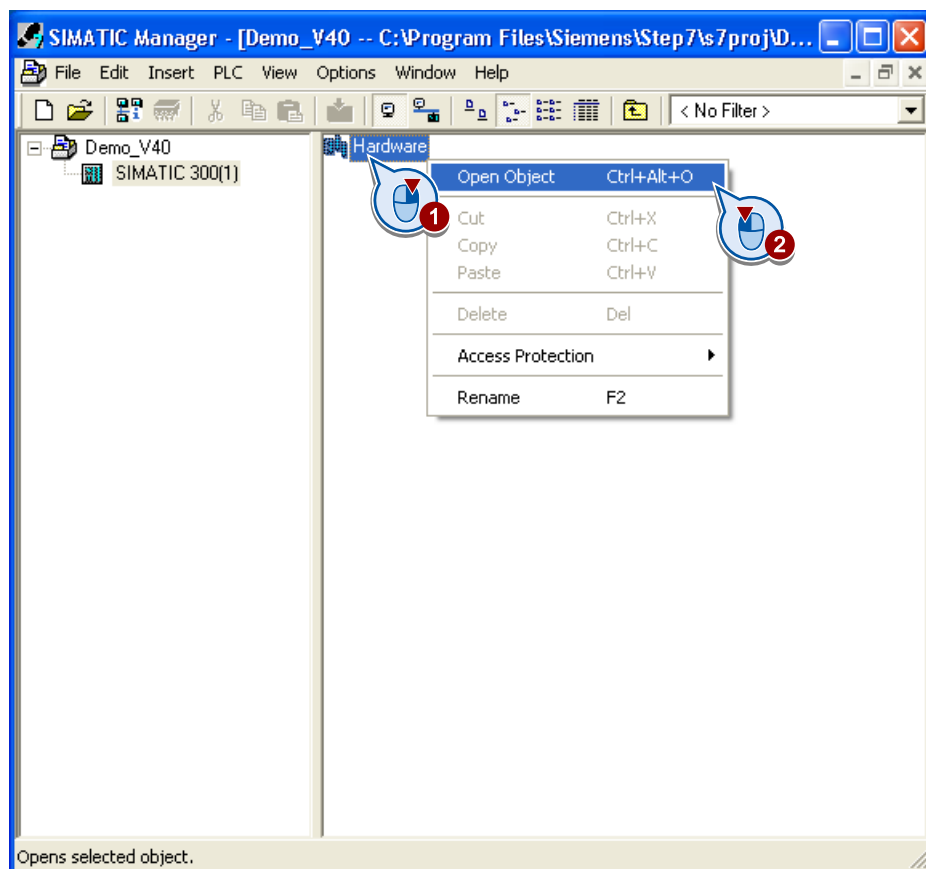 SIMATIC Manager - [Demo_V40 -- C:\Program Files\Siemens\Step7\s7proj\D...
File Edit Insert PLC View Options Window Help
< No Filter >
Demo_V40
SIMATIC 300(1)
Hardware
Open Object Ctrl+Alt+O
1
2
Cut Ctrl+X
Copy Ctrl+C
Paste Ctrl+V
Delete Del
Access Protection
Rename F2
Opens selected object.